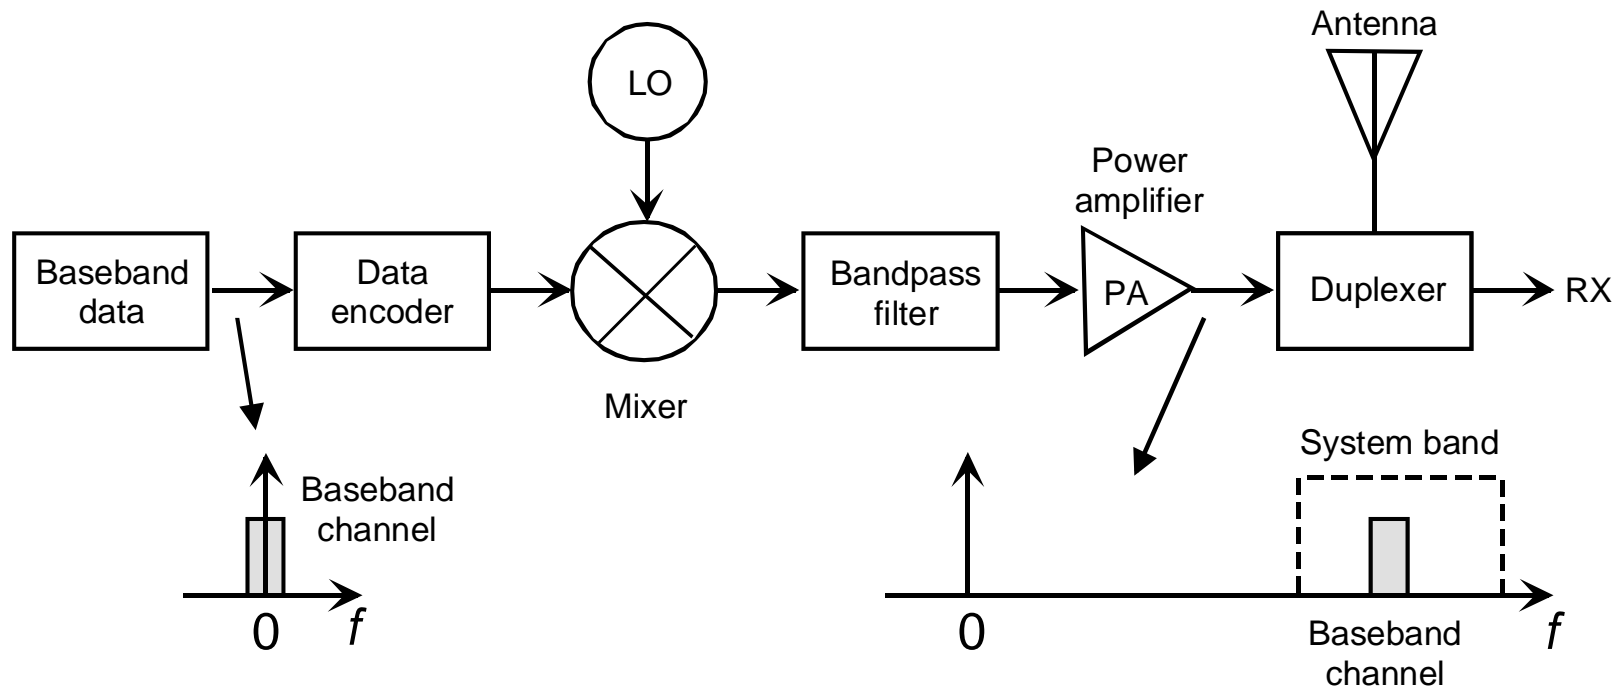 Antenna
LO
Power
amplifier
Baseband
data
Data
encoder
Bandpass
filter
PA
Duplexer
RX
Mixer
System band
Baseband
channel
0
f
0
f
Baseband
channel